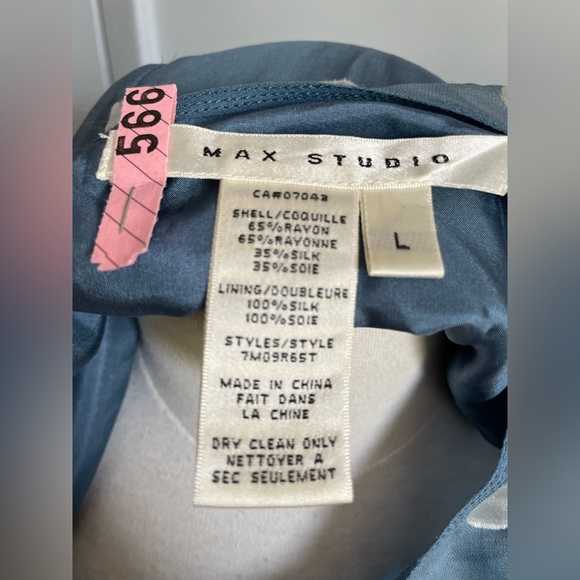 566
MAX STUDIO
L
CA#07043
SHELL/COQUILLE
65%RAYON
65%RAYONNE
35%SILK
35%SOIE
LINING/DOUBLEURE
100%SILK
100%SOIE
STYLES/STYLE
7M09R65T
MADE IN CHINA
FAIT DANS
LA CHINE
DRY CLEAN ONLY
NETTOYER A
SEC SEULEMENT